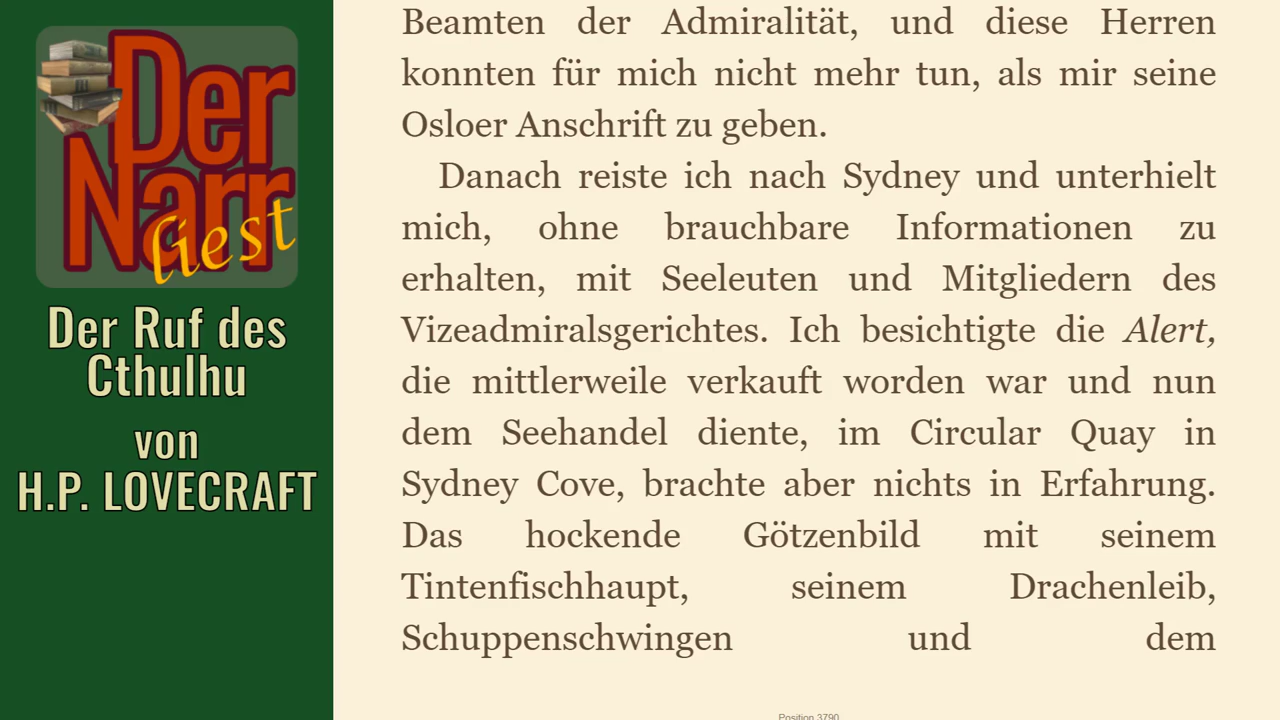 Der
Narr
liest
Der Ruf des
Cthulhu
von
H.P. LOVECRAFT
Beamten der Admiralität, und diese Herren
konnten für mich nicht mehr tun, als mir seine
Osloer Anschrift zu geben.
Danach reiste ich nach Sydney und unterhielt
mich, ohne brauchbare Informationen zu
erhalten, mit Seeleuten und Mitgliedern des
Vizeadmiralsgerichtes. Ich besichtigte die Alert,
die mittlerweile verkauft worden war und nun
dem Seehandel diente, im Circular Quay in
Sydney Cove, brachte aber nichts in Erfahrung.
Das hockende Götzenbild mit seinem
Tintenfischhaupt, seinem Drachenleib,
Schuppenschwingen und dem
Position 3790